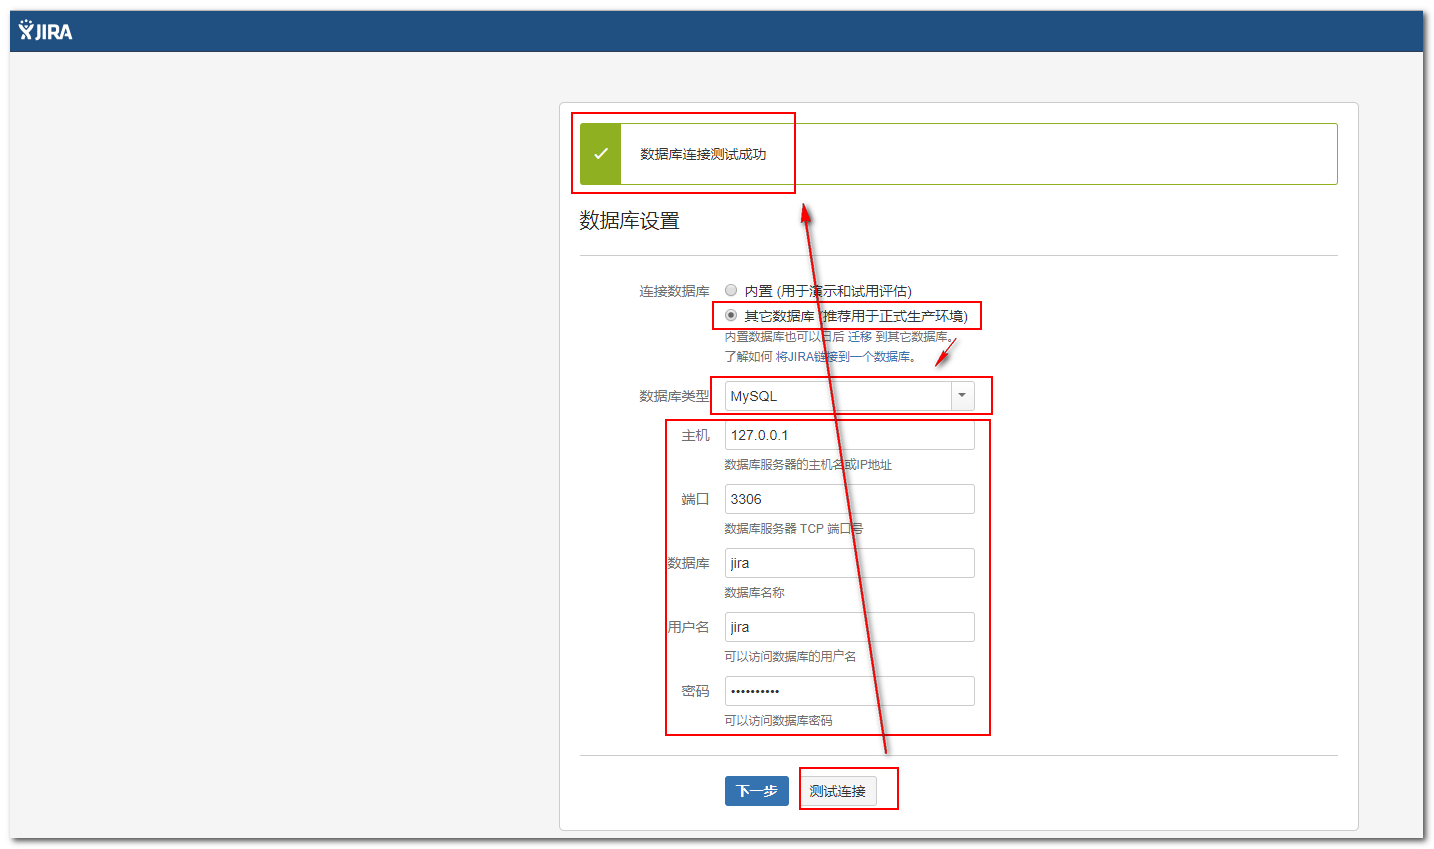 JIRA
数据库连接测试成功
数据库设置
连接数据库 内置 (用于演示和试用评估)
其它数据库 (推荐用于正式生产环境)
内置数据库也可以日后 迁移 到其它数据库。
了解如何 将JIRA链接到一个数据库。
数据库类型 MySQL
主机 127.0.0.1
数据库服务器的主机名或IP地址
端口 3306
数据库服务器 TCP 端口号
数据库 jira
数据库名称
用户名 jira
可以访问数据库的用户名
密码 ••••••••••
可以访问数据库密码
下一步 测试连接